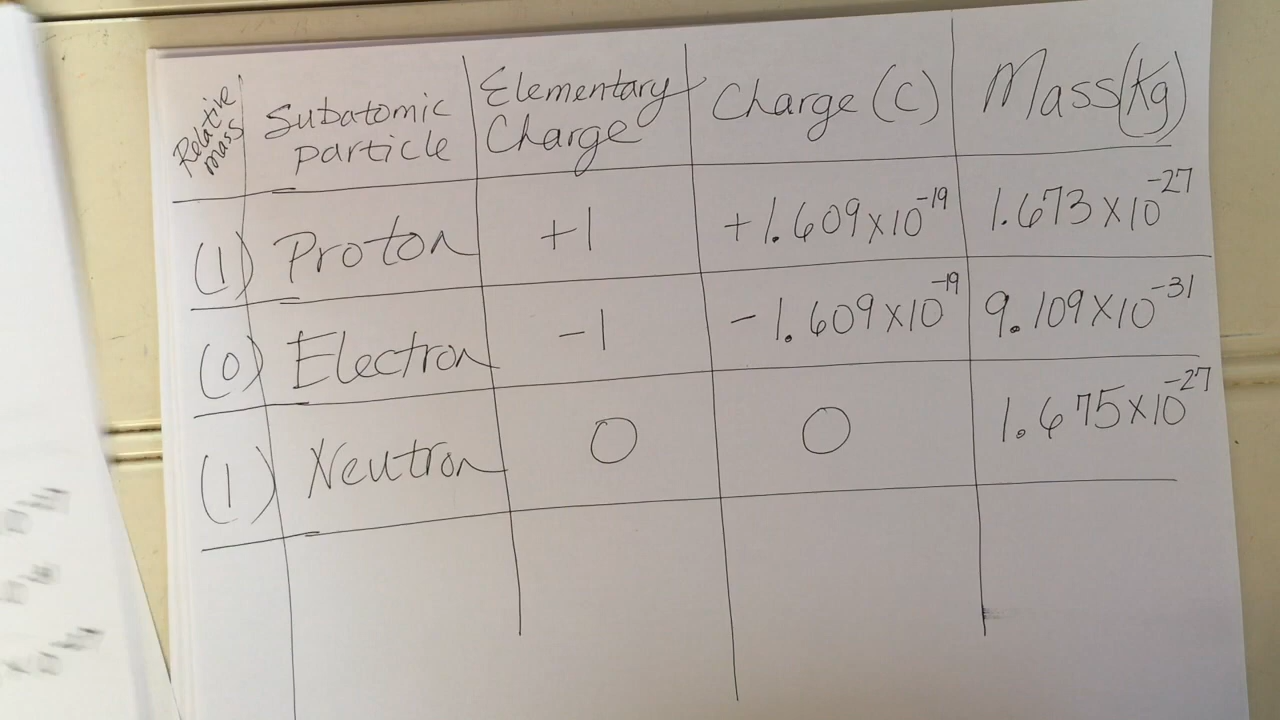 Relative mass | Subatomic particle | Elementary Charge | Charge (C) | Mass (Kg)
(1) Proton +1 +1.609x10⁻¹⁹ 1.673x10⁻²⁷
(0) Electron -1 -1.609x10⁻¹⁹ 9.109x10⁻³¹
(1) Neutron 0 0 1.675x10⁻²⁷